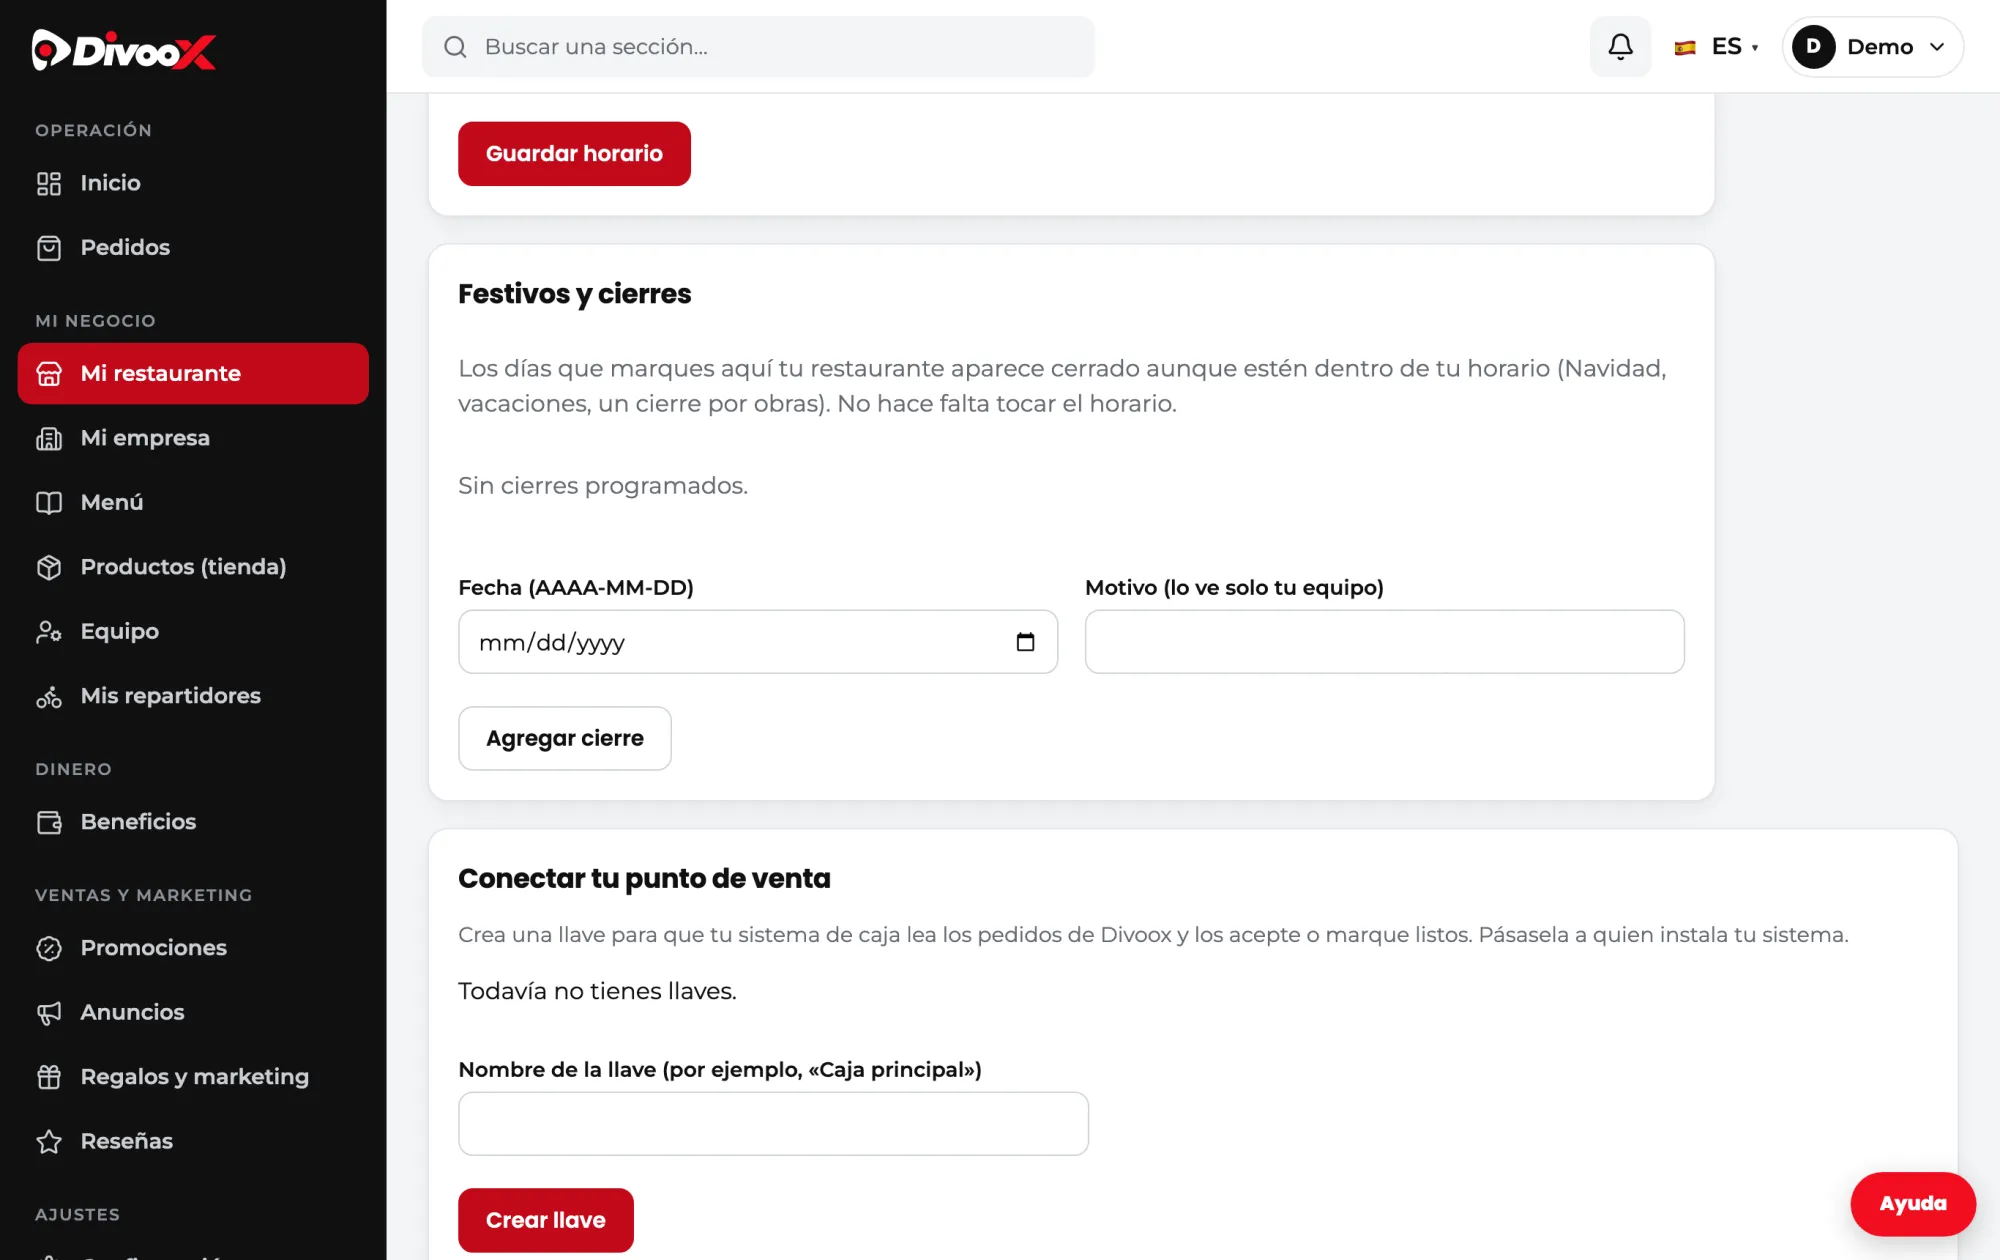 DivooX
OPERACIÓN
Inicio
Pedidos
MI NEGOCIO
Mi restaurante
Mi empresa
Menú
Productos (tienda)
Equipo
Mis repartidores
DINERO
Beneficios
VENTAS Y MARKETING
Promociones
Anuncios
Regalos y marketing
Reseñas
AJUSTES
Buscar una sección...
ES
D
Demo
Guardar horario
Festivos y cierres
Los días que marques aquí tu restaurante aparece cerrado aunque estén dentro de tu horario (Navidad,
vacaciones, un cierre por obras). No hace falta tocar el horario.
Sin cierres programados.
Fecha (AAAA-MM-DD)
Motivo (lo ve solo tu equipo)
mm/dd/yyyy
Agregar cierre
Conectar tu punto de venta
Crea una llave para que tu sistema de caja lea los pedidos de Divoox y los acepte o marque listos. Pásasela a quien instala tu sistema.
Todavía no tienes llaves.
Nombre de la llave (por ejemplo, «Caja principal»)
Crear llave
Ayuda